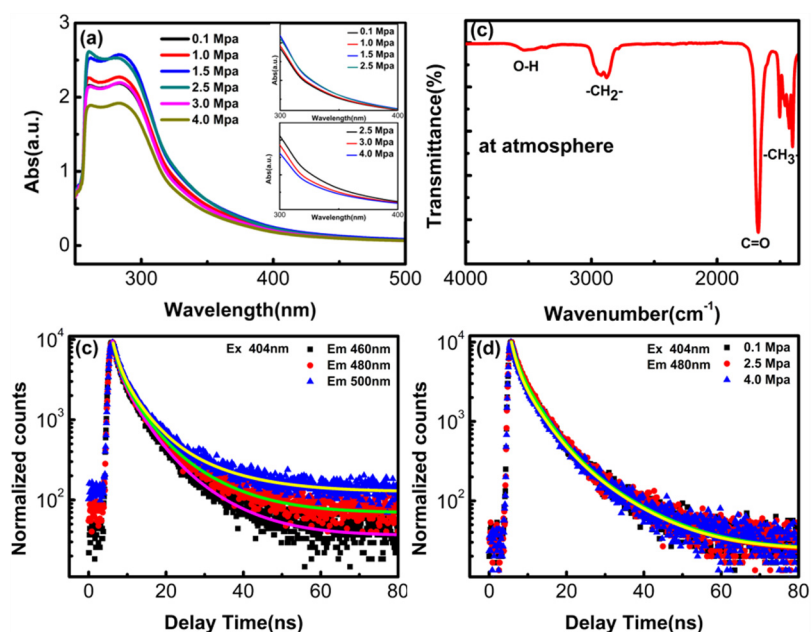 (a)
0.1 Mpa
1.0 Mpa
1.5 Mpa
2.5 Mpa
3.0 Mpa
4.0 Mpa
Abs(a.u.)
3
2
1
0
300
400
500
Wavelength(nm)
0.1 Mpa
1.0 Mpa
1.5 Mpa
2.5 Mpa
Abs(a.u.)
300
400
Wavelength(nm)
2.5 Mpa
3.0 Mpa
4.0 Mpa
Abs(a.u.)
300
400
Wavelength(nm)
(c)
O-H
-CH2-
at atmosphere
-CH3-
C=O
Transmittance(%)
4000
3000
2000
Wavenumber(cm-1)
(c)
Ex 404nm
Em 460nm
Em 480nm
Em 500nm
Normalized counts
10^4
10^3
10^2
0
20
40
60
80
Delay Time(ns)
(d)
Ex 404nm
Em 480nm
0.1 Mpa
2.5 Mpa
4.0 Mpa
Normalized counts
10^4
10^3
10^2
0
20
40
60
80
Delay Time(ns)